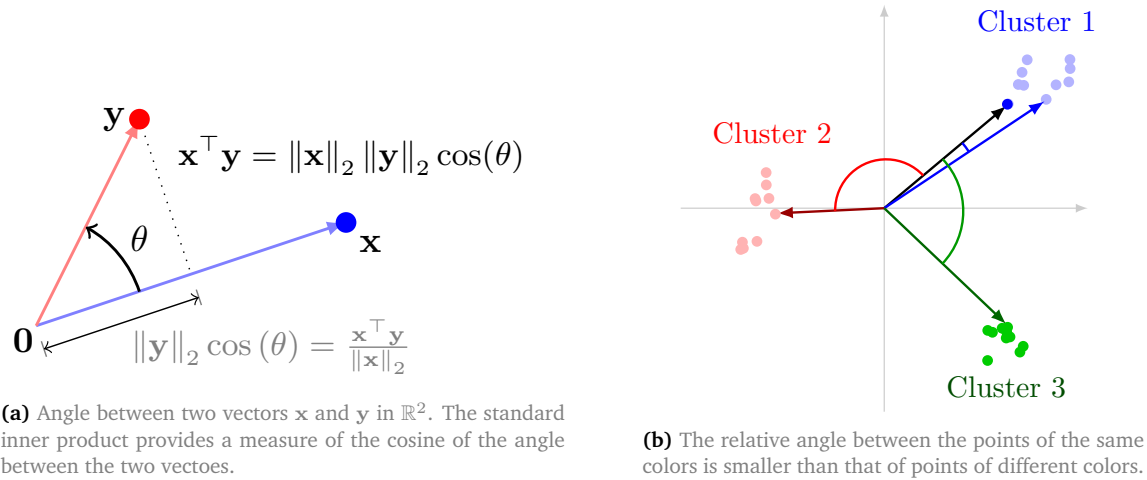 y
x⊤y = ‖x‖₂ ‖y‖₂ cos(θ)
θ
x
0
‖y‖₂ cos (θ) = x⊤y / ‖x‖₂
(a) Angle between two vectors x and y in ℝ². The standard
inner product provides a measure of the cosine of the angle
between the two vectoes.
Cluster 1
Cluster 2
Cluster 3
(b) The relative angle between the points of the same
colors is smaller than that of points of different colors.